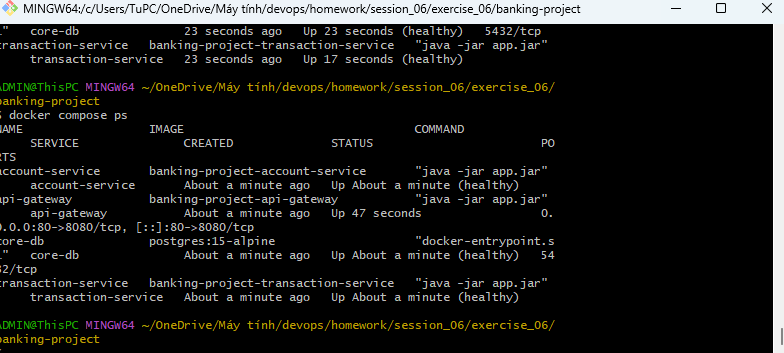 MINGW64:/c/Users/TuPC/OneDrive/Máy tính/devops/homework/session_06/exercise_06/banking-project
l" core-db 23 seconds ago Up 23 seconds (healthy) 5432/tcp
transaction-service banking-project-transaction-service "java -jar app.jar"
transaction-service 23 seconds ago Up 17 seconds (healthy)
ADMIN@ThisPC MINGW64 ~/OneDrive/Máy tính/devops/homework/session_06/exercise_06/
banking-project
$ docker compose ps
NAME IMAGE COMMAND
SERVICE CREATED STATUS PO
RTS
account-service banking-project-account-service "java -jar app.jar"
account-service About a minute ago Up About a minute (healthy)
api-gateway banking-project-api-gateway "java -jar app.jar"
api-gateway About a minute ago Up 47 seconds 0.
0.0.0:80->8080/tcp, [::]:80->8080/tcp
core-db postgres:15-alpine "docker-entrypoint.s
l" core-db About a minute ago Up About a minute (healthy) 54
32/tcp
transaction-service banking-project-transaction-service "java -jar app.jar"
transaction-service About a minute ago Up About a minute (healthy)
ADMIN@ThisPC MINGW64 ~/OneDrive/Máy tính/devops/homework/session_06/exercise_06/
banking-project